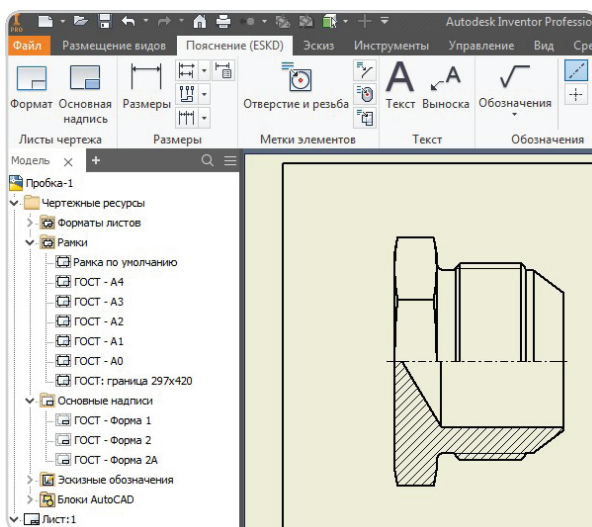 PRO
Autodesk Inventor Professio
Файл Размещение видов Пояснение (ESKD) Эскиз Инструменты Управление Вид Сре
Формат Основная надпись Размеры Отверстие и резьба Текст Выноска Обозначения
Листы чертежа Размеры Метки элементов Текст Обозначения
Модель × + 
Пробка-1
Чертежные ресурсы
Форматы листов
Рамки
Рамка по умолчанию
ГОСТ - А4
ГОСТ - А3
ГОСТ - А2
ГОСТ - А1
ГОСТ - А0
ГОСТ: граница 297x420
Основные надписи
ГОСТ - Форма 1
ГОСТ - Форма 2
ГОСТ - Форма 2А
Эскизные обозначения
Блоки AutoCAD
Лист:1